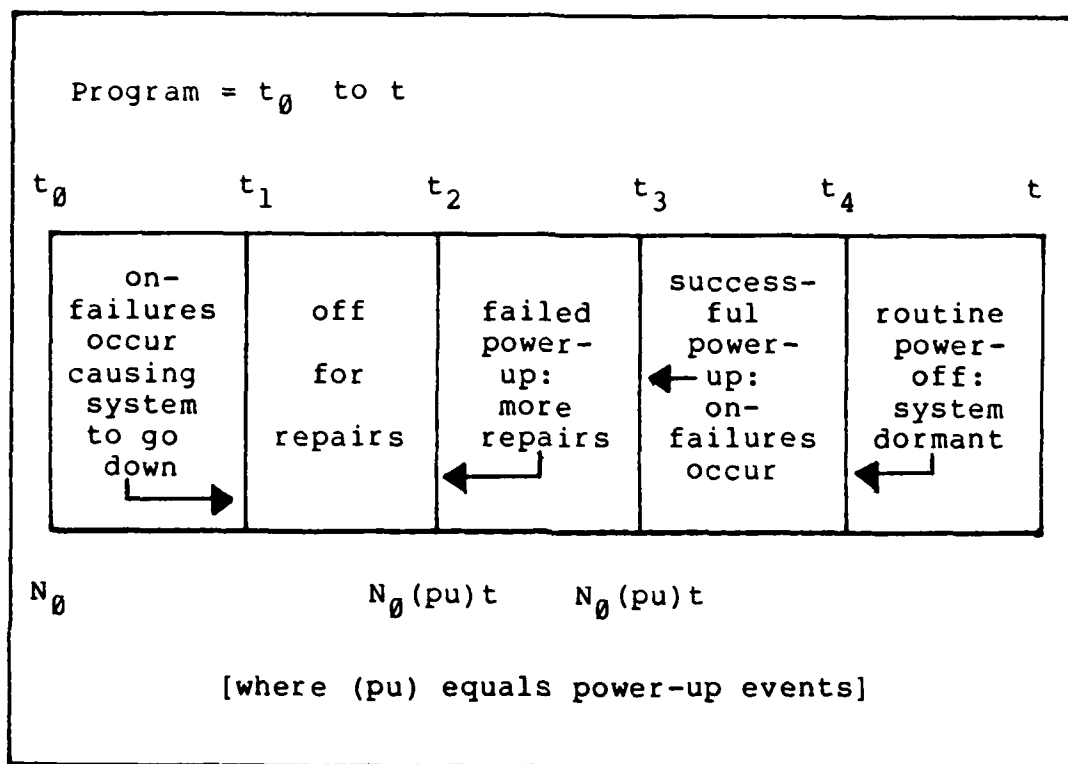 Program = t₀ to t
t₀ t₁ t₂ t₃ t₄ t
on-
failures
occur
causing
system
to go
down
off
for
repairs
failed
power-
up:
more
repairs
success-
ful
power-
up:
on-
failures
occur
routine
power-
off:
system
dormant
N₀ N₀(pu)t N₀(pu)t
[where (pu) equals power-up events]